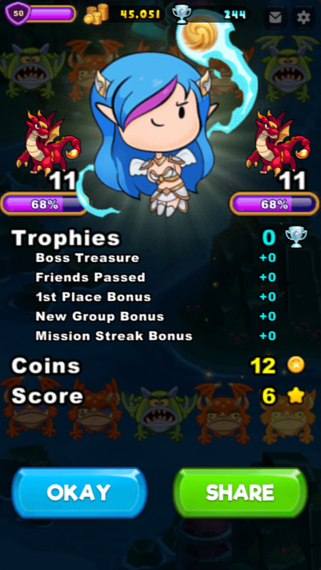 50 45.051 244
11 11
68% 68%
Trophies 0
Boss Treasure +0
Friends Passed +0
1st Place Bonus +0
New Group Bonus +0
Mission Streak Bonus +0
Coins 12
Score 6
OKAY SHARE